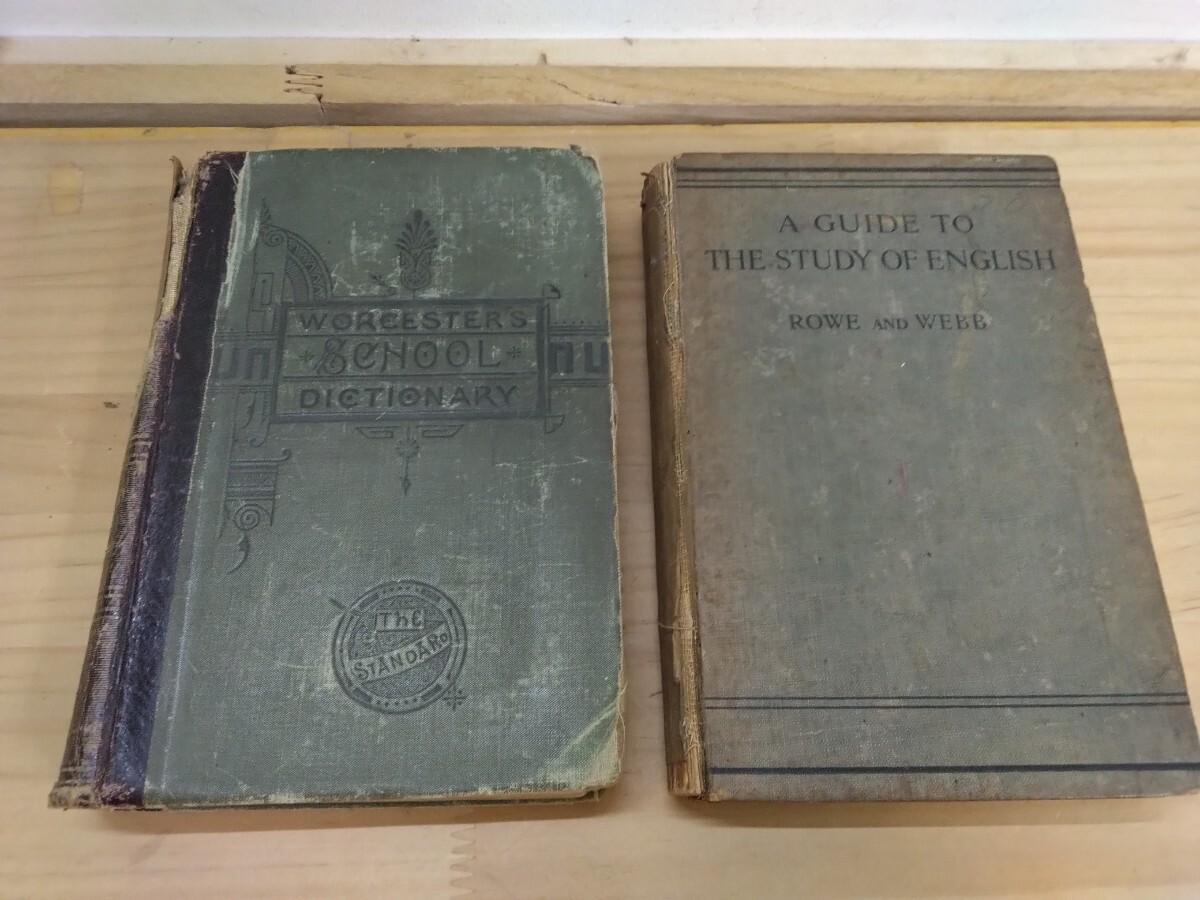 WORCESTER'S
SCHOOL
DICTIONARY
THE
STANDARD
A GUIDE TO
THE STUDY OF ENGLISH
ROWE AND WEBB